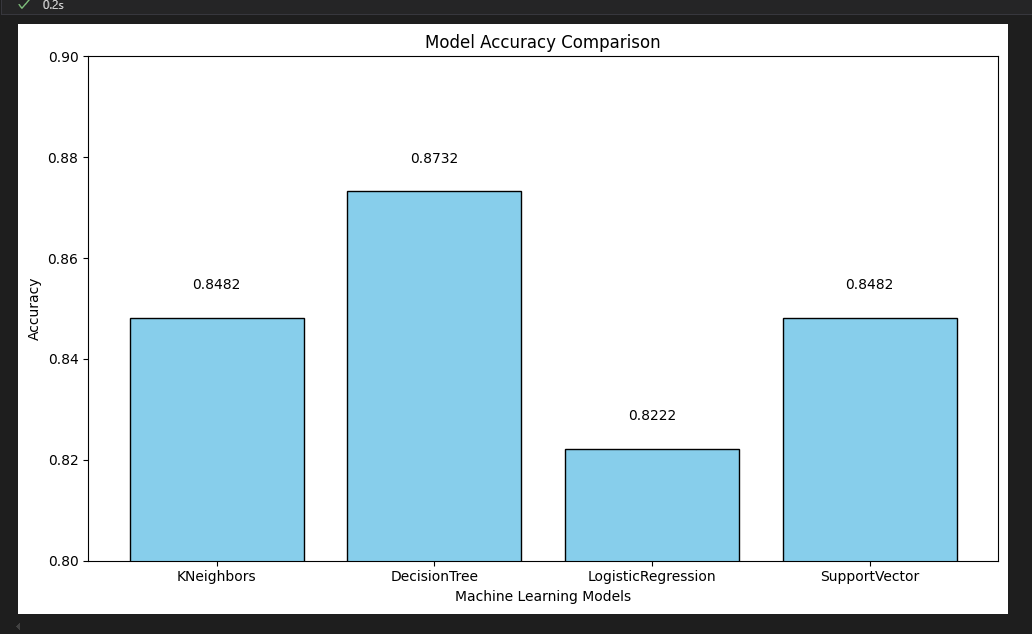 0.2s
Model Accuracy Comparison
0.90
0.88
0.86
0.84
0.82
0.80
Accuracy
0.8482
0.8732
0.8222
0.8482
KNeighbors DecisionTree LogisticRegression SupportVector
Machine Learning Models